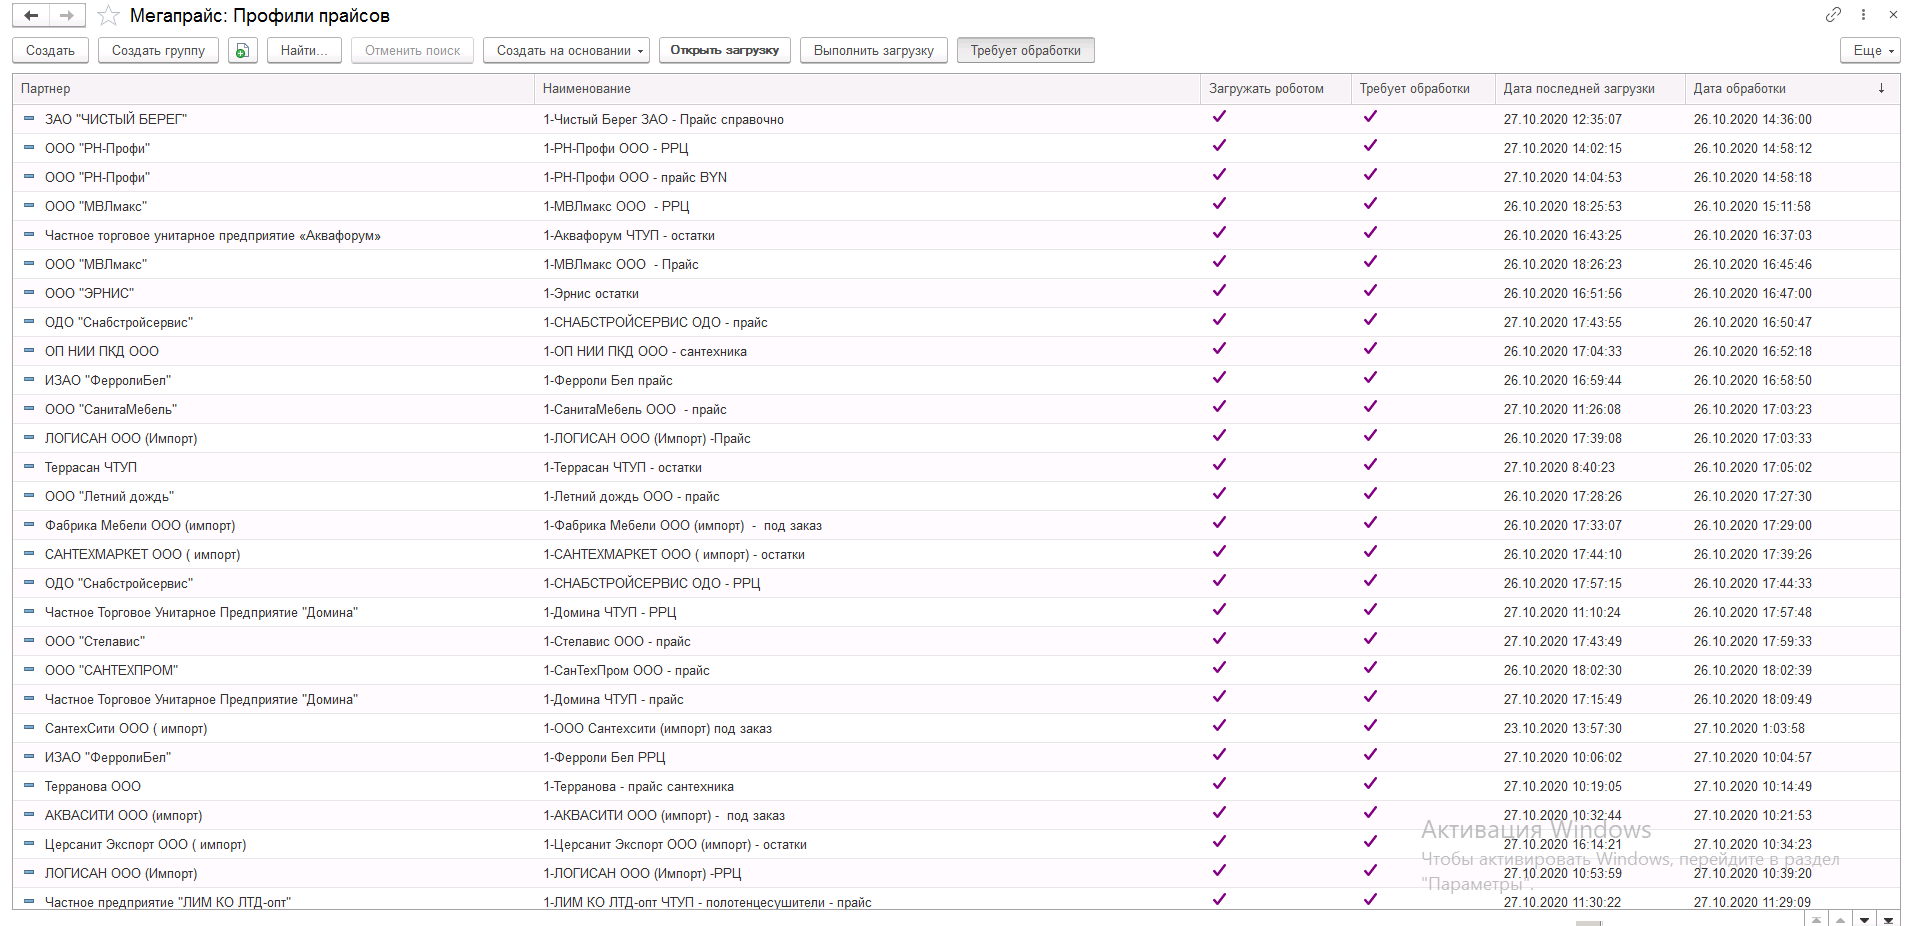 Мегапрайс: Профили прайсов
Создать Создать группу Найти... Отменить поиск Создать на основании Открыть загрузку Выполнить загрузку Требует обработки Еще
Партнер Наименование Загружать роботом Требует обработки Дата последней загрузки Дата обработки ↓
ЗАО "ЧИСТЫЙ БЕРЕГ" 1-Чистый Берег ЗАО - Прайс справочно 27.10.2020 12:35:07 26.10.2020 14:36:00
ООО "РН-Профи" 1-РН-Профи ООО - РРЦ 27.10.2020 14:02:15 26.10.2020 14:58:12
ООО "РН-Профи" 1-РН-Профи ООО - прайс BYN 27.10.2020 14:04:53 26.10.2020 14:58:18
ООО "МВЛмакс" 1-МВЛмакс ООО  - РРЦ 26.10.2020 18:25:53 26.10.2020 15:11:58
Частное торговое унитарное предприятие «Аквафорум» 1-Аквафорум ЧТУП - остатки 26.10.2020 16:43:25 26.10.2020 16:37:03
ООО "МВЛмакс" 1-МВЛмакс ООО  - Прайс 26.10.2020 18:26:23 26.10.2020 16:45:46
ООО "ЭРНИС" 1-Эрнис остатки 26.10.2020 16:51:56 26.10.2020 16:47:00
ОДО "Снабстройсервис" 1-СНАБСТРОЙСЕРВИС ОДО - прайс 27.10.2020 17:43:55 26.10.2020 16:50:47
ОП НИИ ПКД ООО 1-ОП НИИ ПКД ООО - сантехника 26.10.2020 17:04:33 26.10.2020 16:52:18
ИЗАО "ФерролиБел" 1-Ферроли Бел прайс 26.10.2020 16:59:44 26.10.2020 16:58:50
ООО "СанитаМебель" 1-СанитаМебель ООО  - прайс 27.10.2020 11:26:08 26.10.2020 17:03:23
ЛОГИСАН ООО (Импорт) 1-ЛОГИСАН ООО (Импорт) -Прайс 26.10.2020 17:39:08 26.10.2020 17:03:33
Террасан ЧТУП 1-Террасан ЧТУП - остатки 27.10.2020 8:40:23 26.10.2020 17:05:02
ООО "Летний дождь" 1-Летний дождь ООО - прайс 26.10.2020 17:28:26 26.10.2020 17:27:30
Фабрика Мебели ООО (импорт) 1-Фабрика Мебели ООО (импорт)  -  под заказ 26.10.2020 17:33:07 26.10.2020 17:29:00
САНТЕХМАРКЕТ ООО ( импорт) 1-САНТЕХМАРКЕТ ООО ( импорт) - остатки 26.10.2020 17:44:10 26.10.2020 17:39:26
ОДО "Снабстройсервис" 1-СНАБСТРОЙСЕРВИС ОДО - РРЦ 26.10.2020 17:57:15 26.10.2020 17:44:33
Частное Торговое Унитарное Предприятие "Домина" 1-Домина ЧТУП - РРЦ 27.10.2020 11:10:24 26.10.2020 17:57:48
ООО "Стелавис" 1-Стелавис ООО - прайс 27.10.2020 17:43:49 26.10.2020 17:59:33
ООО "САНТЕХПРОМ" 1-СанТехПром ООО - прайс 26.10.2020 18:02:30 26.10.2020 18:02:39
Частное Торговое Унитарное Предприятие "Домина" 1-Домина ЧТУП - прайс 27.10.2020 17:15:49 26.10.2020 18:09:49
СантехСити ООО ( импорт) 1-ООО Сантехсити (импорт) под заказ 23.10.2020 13:57:30 27.10.2020 1:03:58
ИЗАО "ФерролиБел" 1-Ферроли Бел РРЦ 27.10.2020 10:06:02 27.10.2020 10:04:57
Терранова ООО 1-Терранова - прайс сантехника 27.10.2020 10:19:05 27.10.2020 10:14:49
АКВАСИТИ ООО (импорт) 1-АКВАСИТИ ООО (импорт) -  под заказ 27.10.2020 10:32:44 27.10.2020 10:21:53
Активация Windows
Церсанит Экспорт ООО ( импорт) 1-Церсанит Экспорт ООО (импорт) - остатки 27.10.2020 16:14:21 27.10.2020 10:34:23
Чтобы активировать Windows, перейдите в раздел
ЛОГИСАН ООО (Импорт) 1-ЛОГИСАН ООО (Импорт) -РРЦ 27.10.2020 10:53:59 27.10.2020 10:39:20
"Параметры".
Частное предприятие "ЛИМ КО ЛТД-опт" 1-ЛИМ КО ЛТД-опт ЧТУП - полотенцесушители - прайс 27.10.2020 11:30:22 27.10.2020 11:29:09